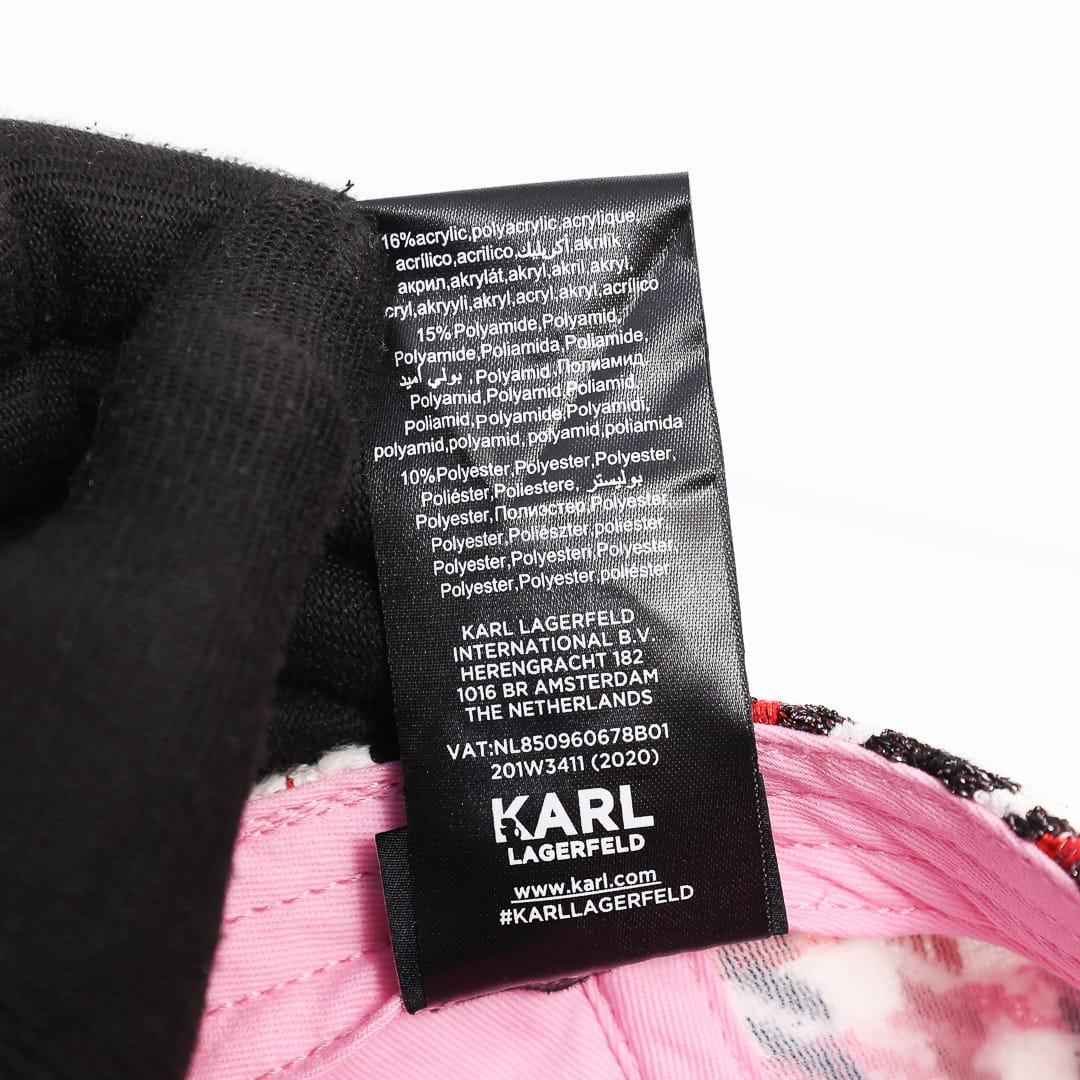 16%acrylic,polyacrylic,acrylique,
acrílico,acrilico,أكريليك,akrilik
акрил,akrylát,akryl,akril,akryl,
cryl,akryyli,akryl,acryl,akryl,acrílico
15%Polyamide,Polyamid,
Polyamide,Poliamida,Poliamide,
بولي أميد ,Polyamid,Полиамид
Polyamid,Polyamid,Poliamid,
Poliamid,Polyamide,Polyamidi,
polyamid,polyamid, polyamid,poliamida
10%Polyester,Polyester,Polyester,
Poliéster,Poliestere, بوليستر
Polyester,Полиэстер,Polyester,
Polyester,Poliészter,poliester
Polyester,Polyesteri,Polyester,
Polyester,Polyester,poliéster
KARL LAGERFELD
INTERNATIONAL B.V
HERENGRACHT 182
1016 BR AMSTERDAM
THE NETHERLANDS
VAT:NL850960678B01
201W3411 (2020)
KARL
LAGERFELD
www.karl.com
#KARLLAGERFELD